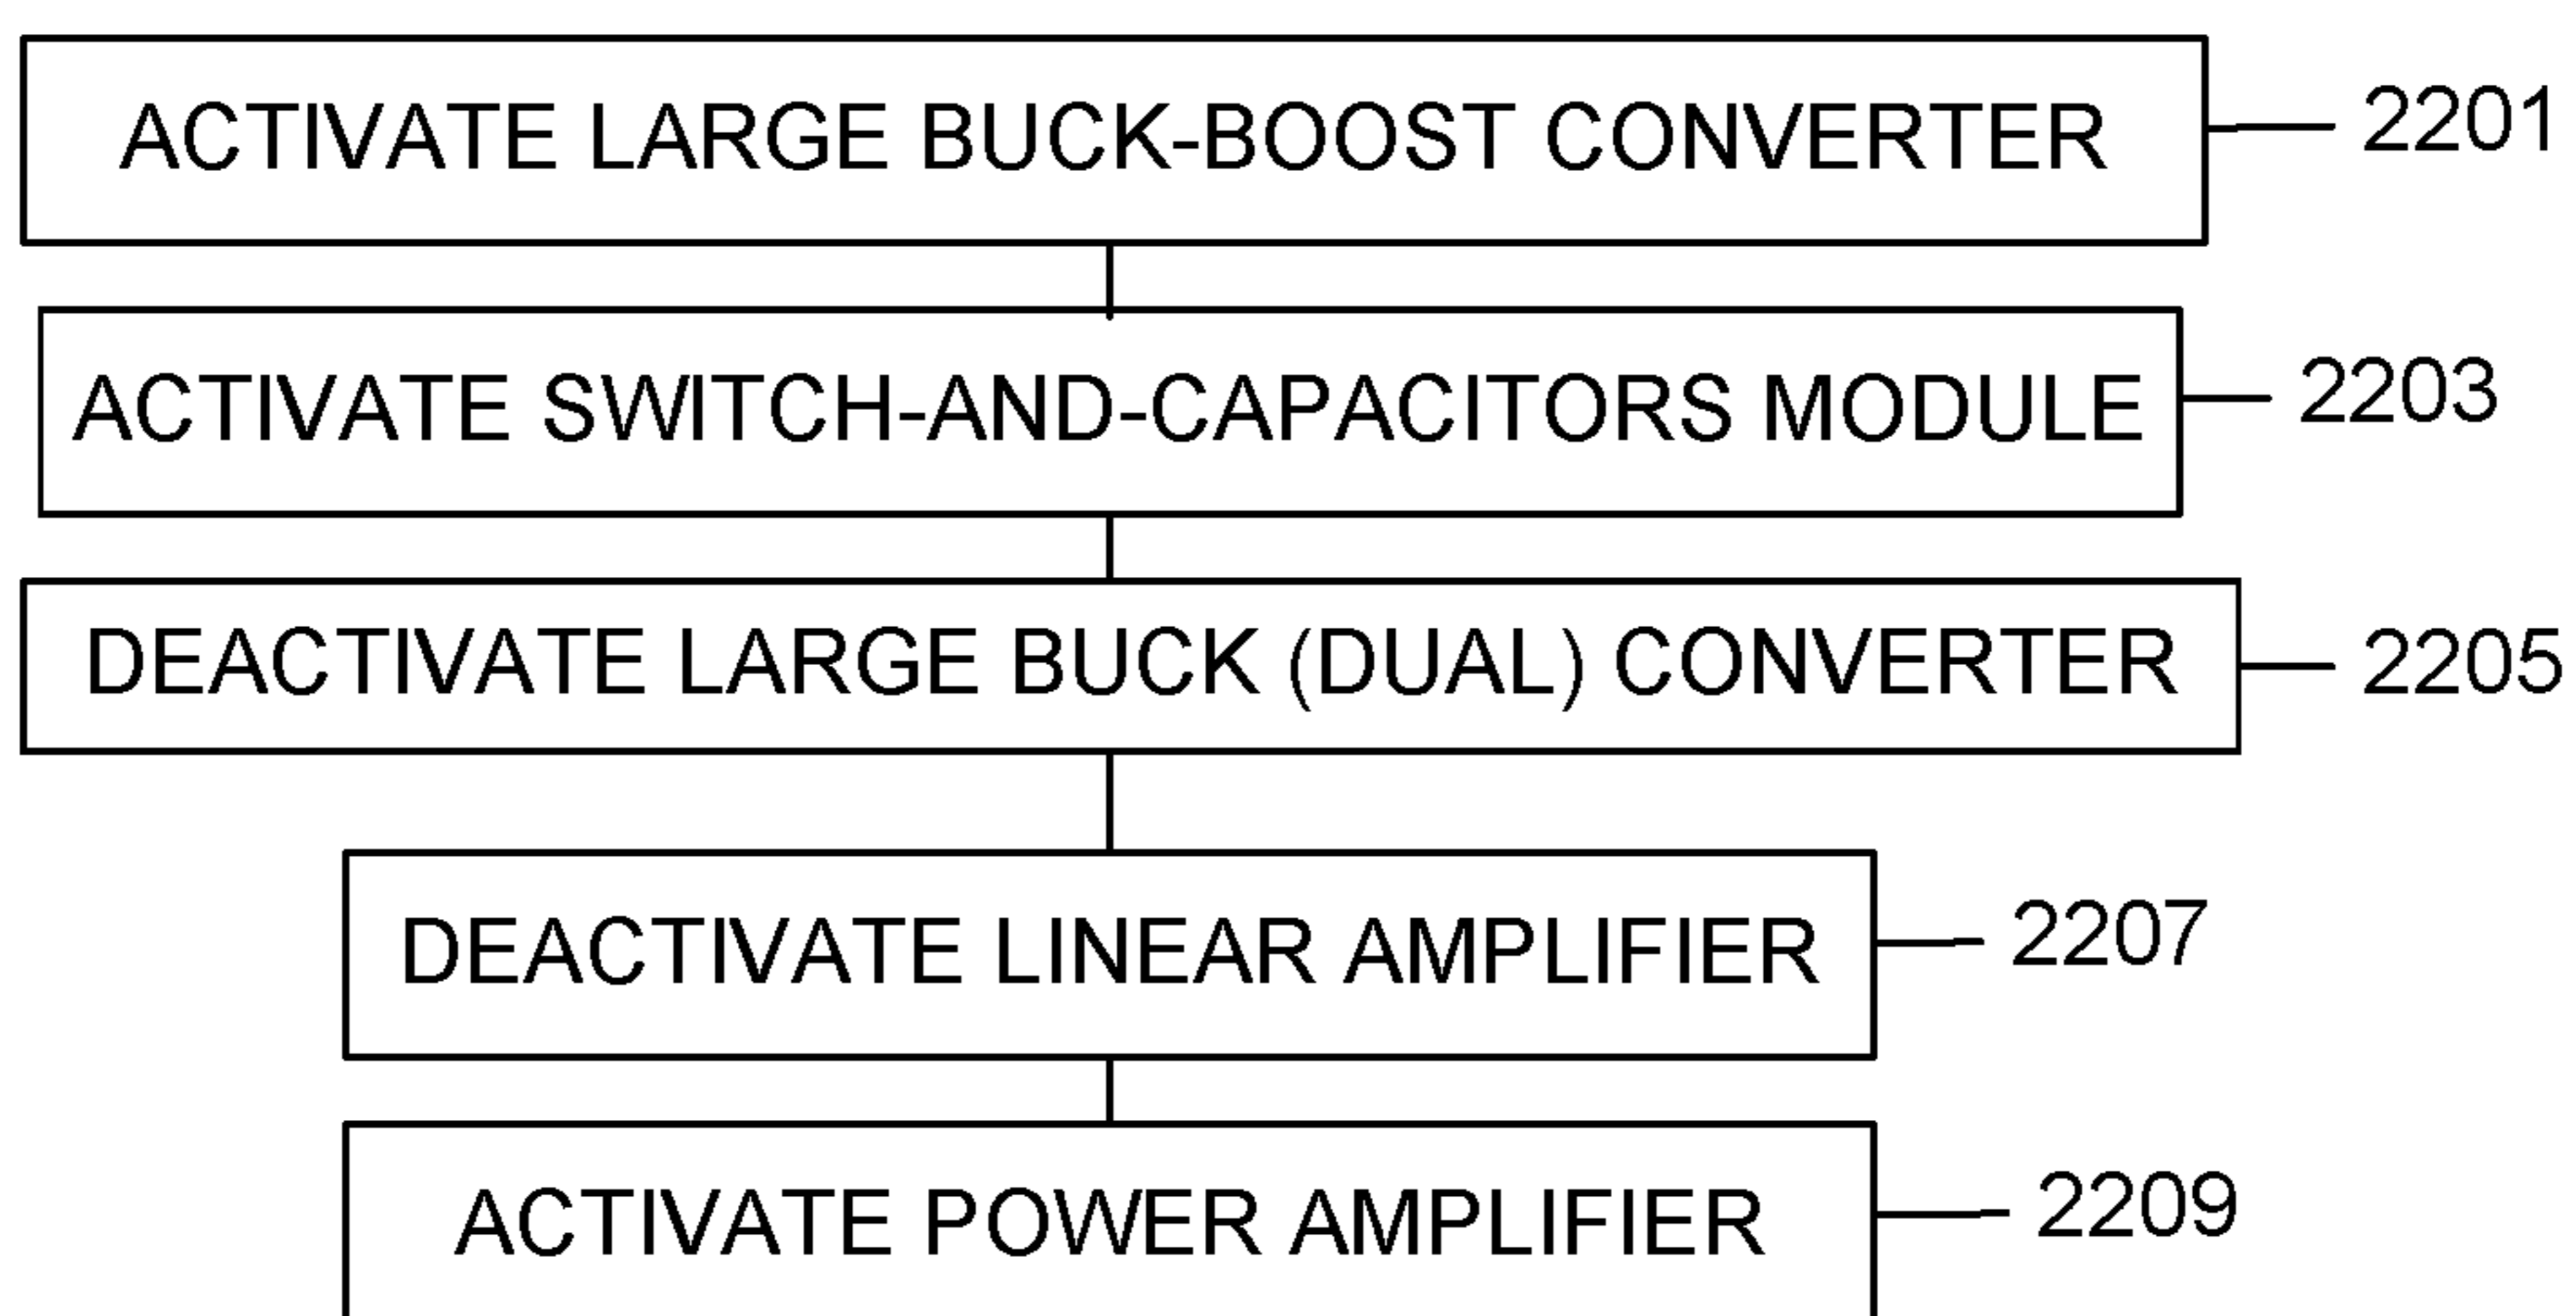 ACTIVATE LARGE BUCK-BOOST CONVERTER 2201
ACTIVATE SWITCH-AND-CAPACITORS MODULE 2203
DEACTIVATE LARGE BUCK (DUAL) CONVERTER 2205
DEACTIVATE LINEAR AMPLIFIER 2207
ACTIVATE POWER AMPLIFIER 2209